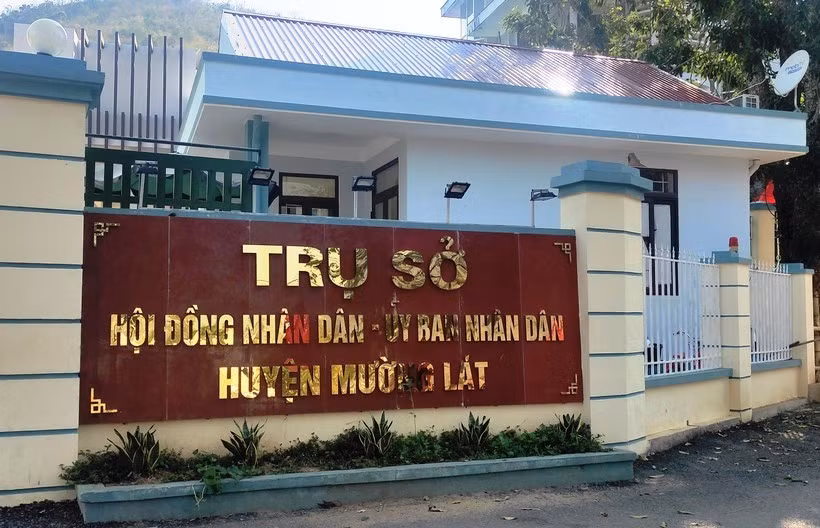 TRỤ SỞ
HỘI ĐỒNG NHÂN DÂN - ỦY BAN NHÂN DÂN
HUYỆN MƯỜNG LÁT